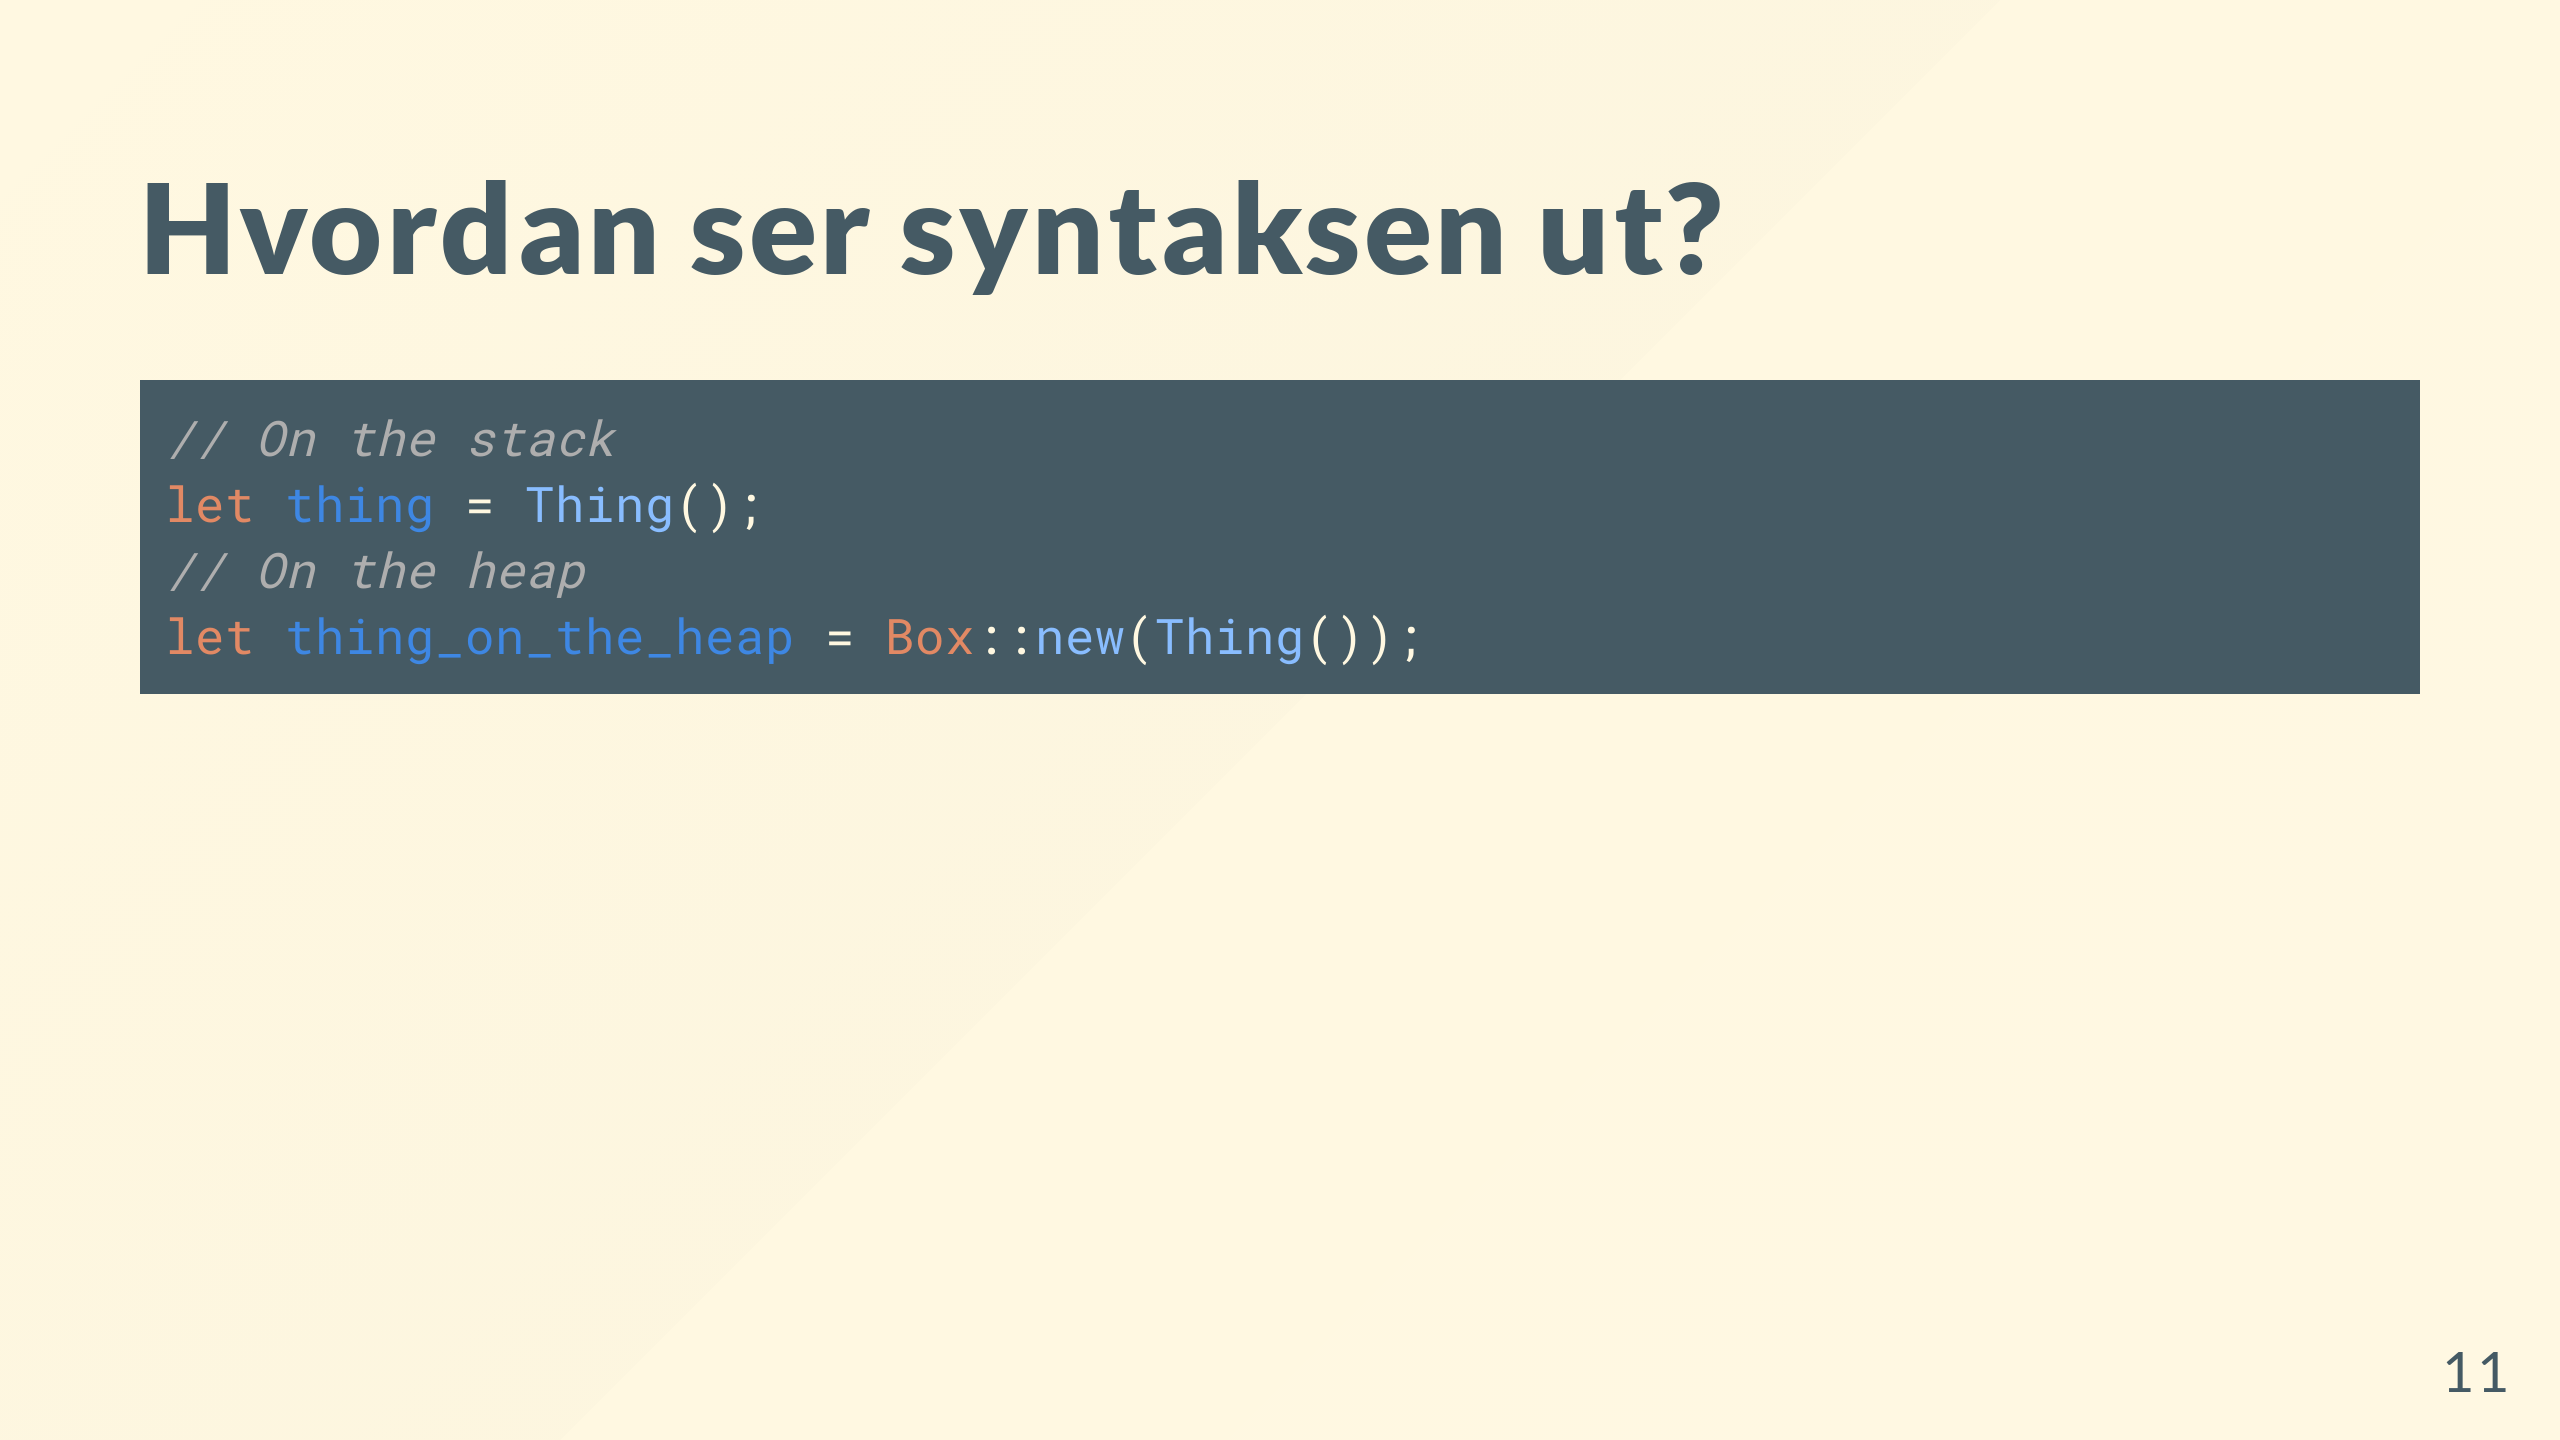 Hvordan ser syntaksen ut?
// On the stack
let thing = Thing();
// On the heap
let thing_on_the_heap = Box::new(Thing());
11